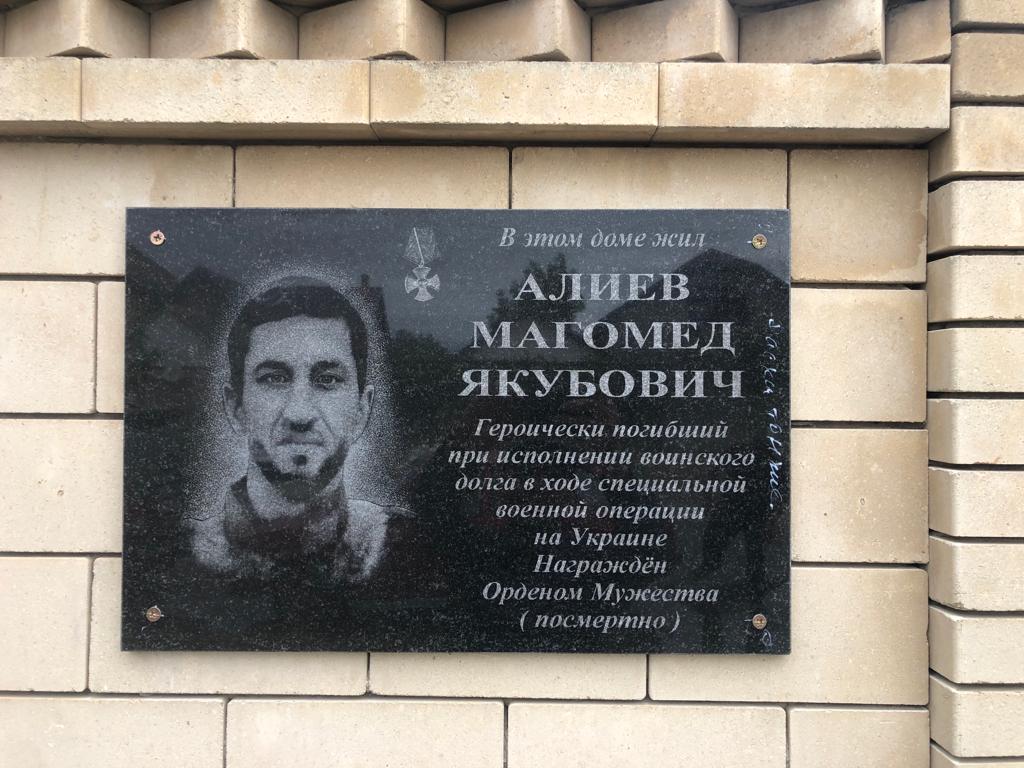 В этом доме жил
АЛИЕВ
МАГОМЕД
ЯКУБОВИЧ
Героически погибший
при исполнении воинского
долга в ходе специальной
военной операции
на Украине
Награждён
Орденом Мужества
( посмертно )